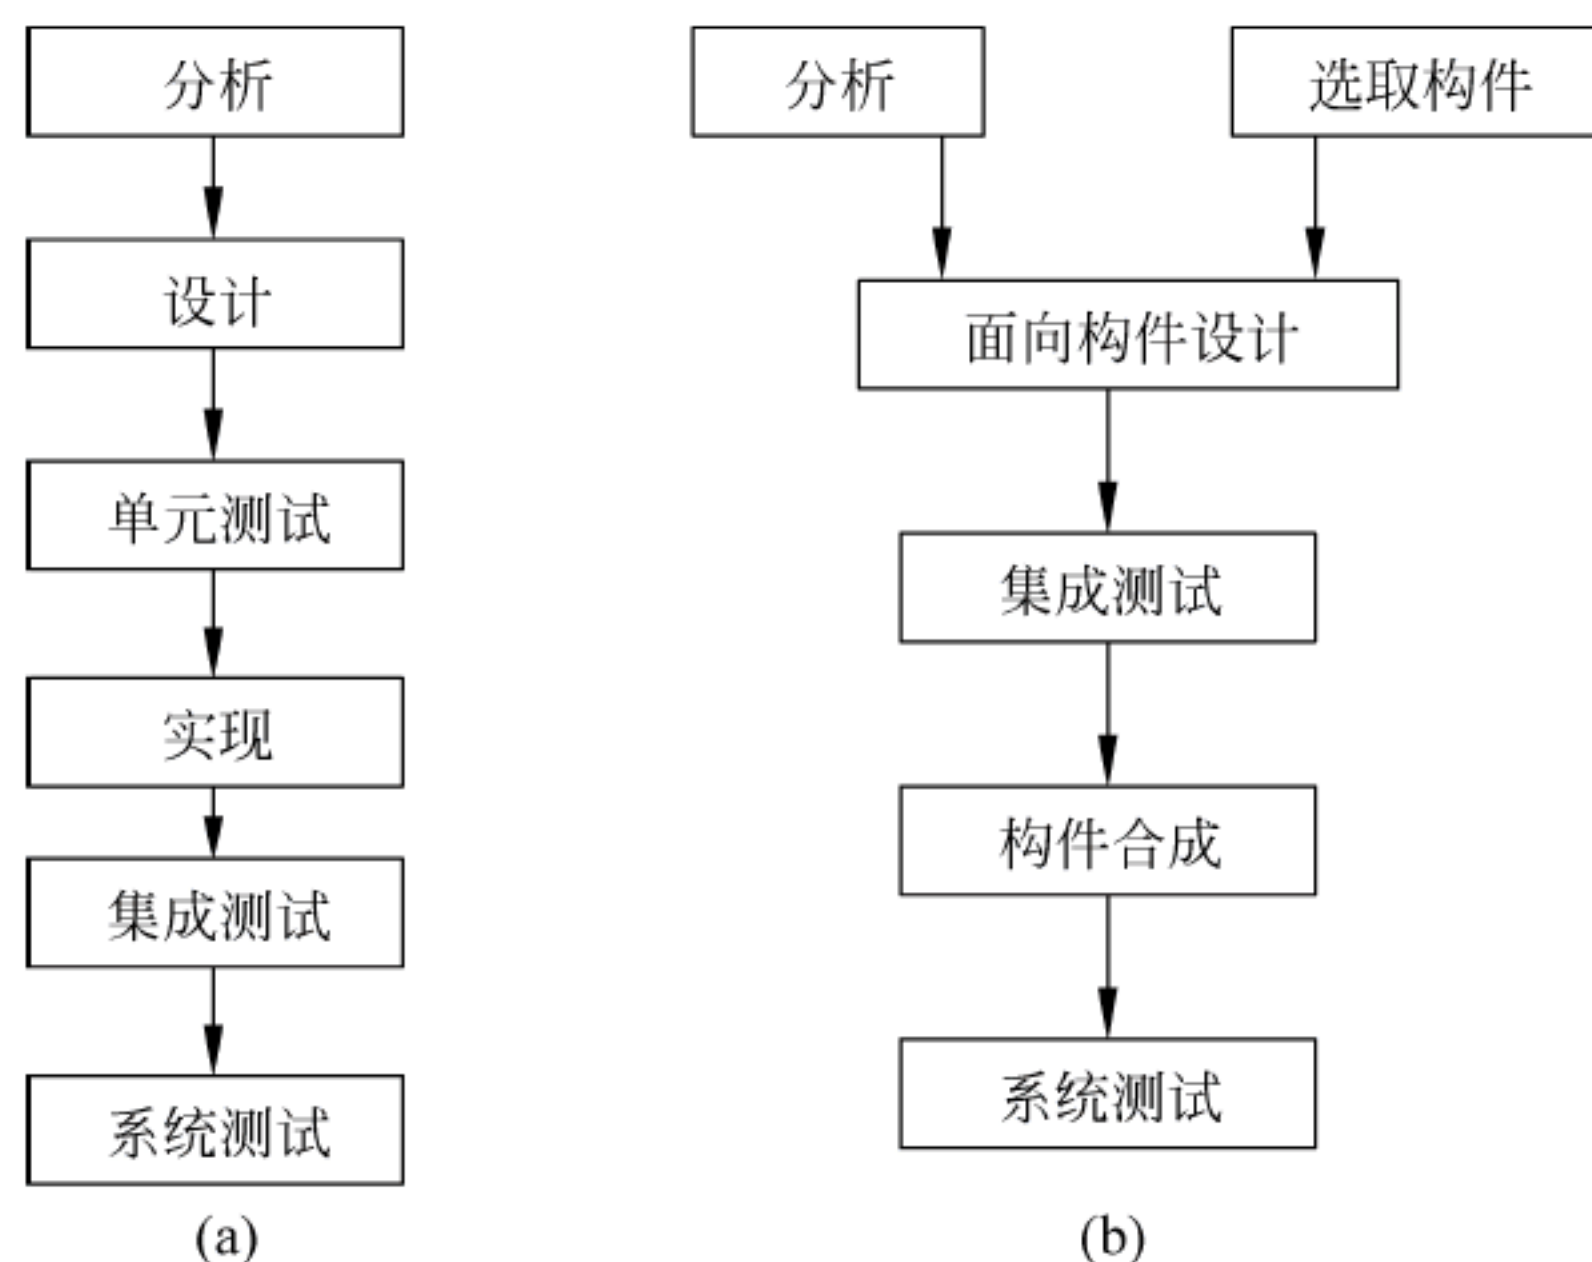 分析
设计
单元测试
实现
集成测试
系统测试
(a)
分析
选取构件
面向构件设计
集成测试
构件合成
系统测试
(b)